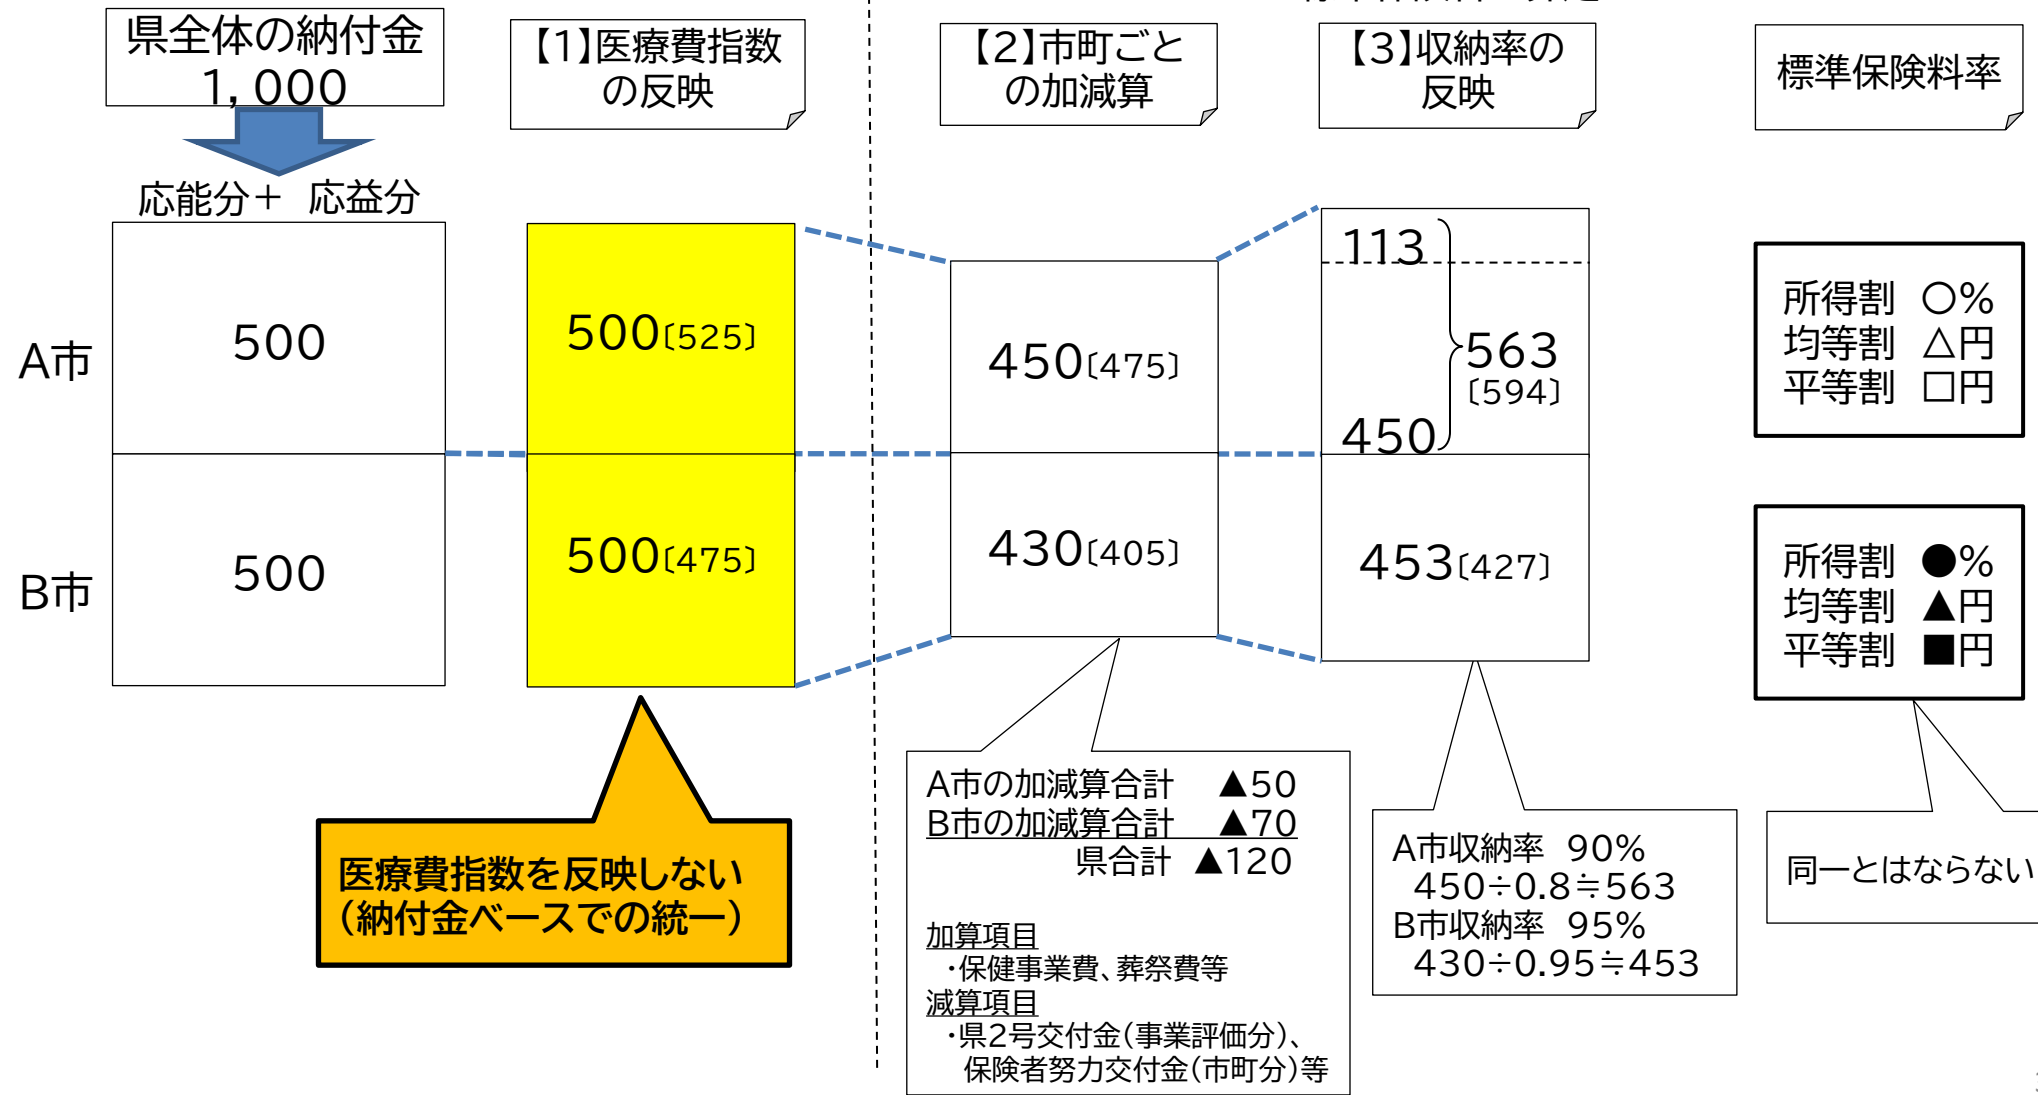 県全体の納付金
1,000
【1】医療費指数
の反映
【2】市町ごと
の加減算
【3】収納率の
反映
標準保険料率
応能分＋ 応益分
A市
500
500〔525〕
450〔475〕
113
563
〔594〕
450
所得割 ○%
均等割 △円
平等割 □円
B市
500
500〔475〕
430〔405〕
453〔427〕
所得割 ●%
均等割 ▲円
平等割 ■円
医療費指数を反映しない
（納付金ベースでの統一）
A市の加減算合計 ▲50
B市の加減算合計 ▲70
県合計 ▲120
加算項目
・保健事業費、葬祭費等
減算項目
・県2号交付金(事業評価分)、
保険者努力交付金(市町分)等
A市収納率 90%
450÷0.8≒563
B市収納率 95%
430÷0.95≒453
同一とはならない